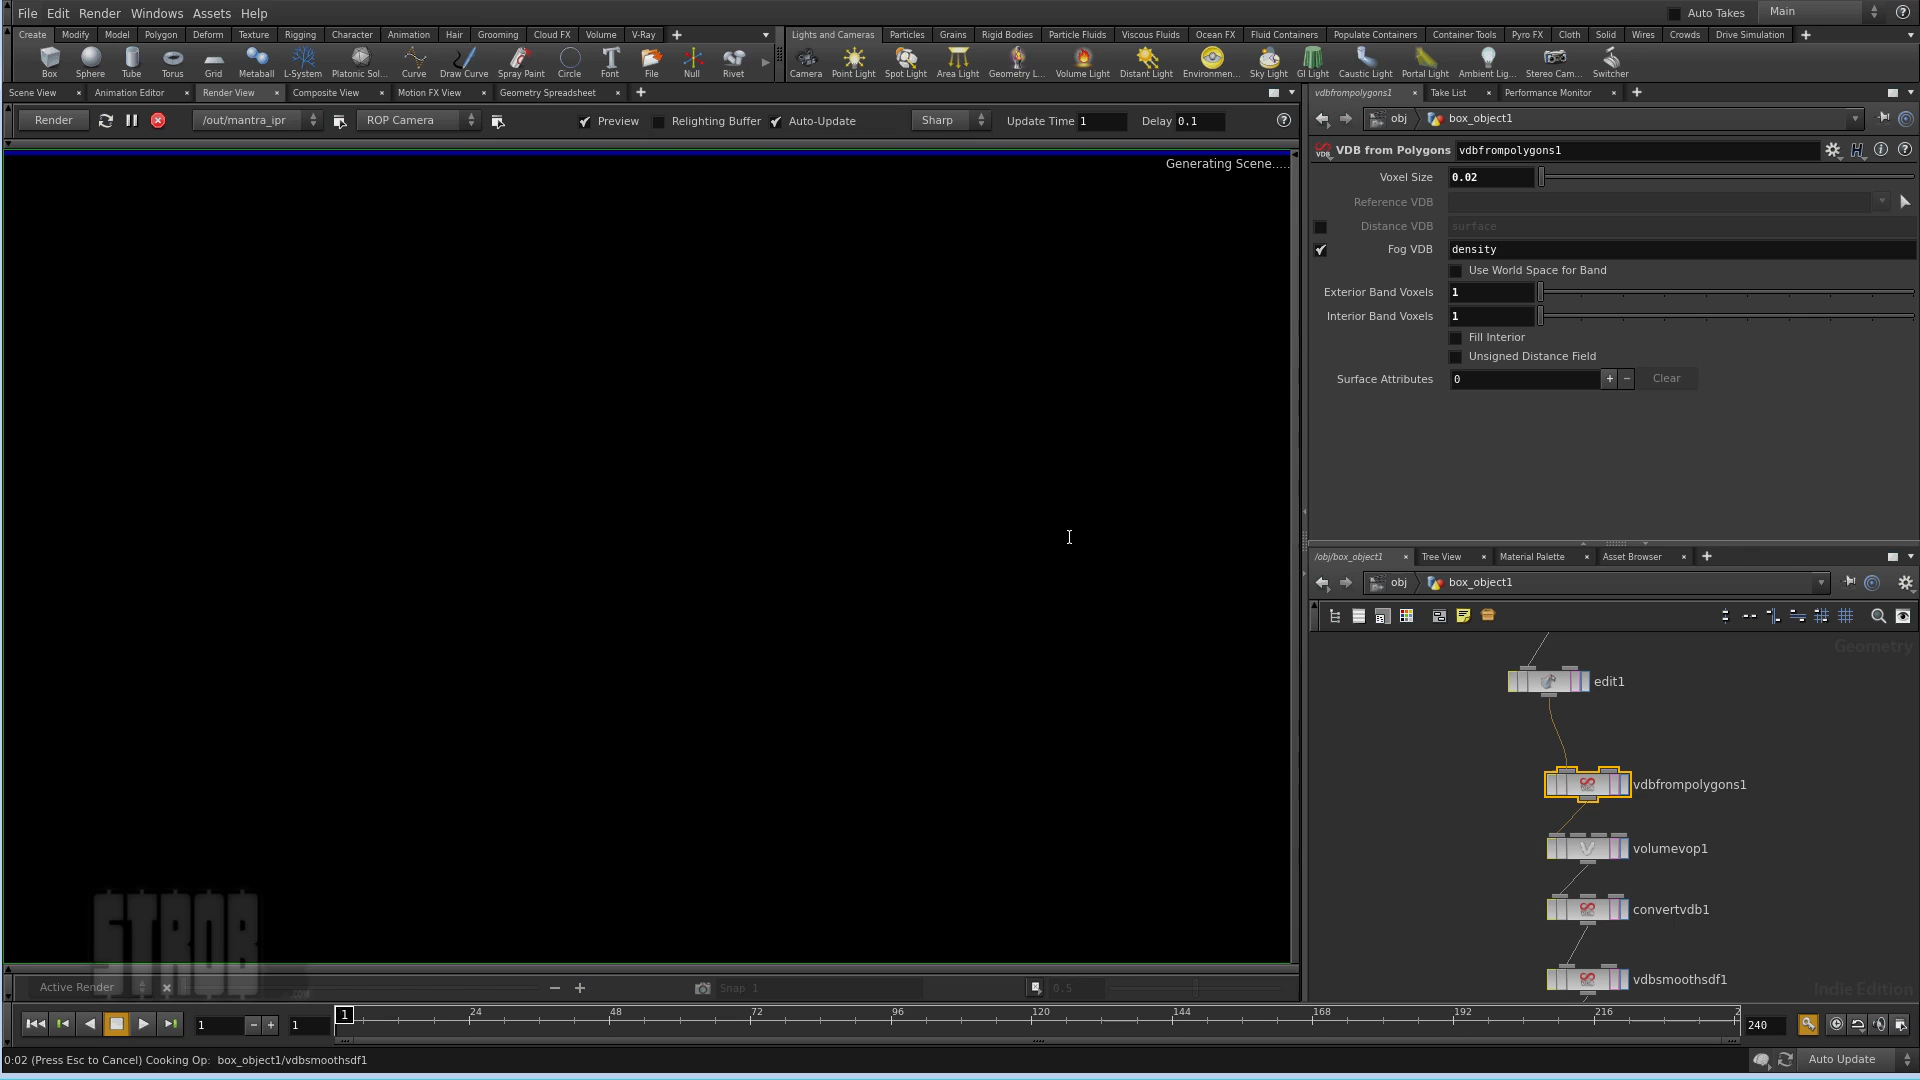 File Edit Render Windows Assets Help
Auto Takes Main
Create Modify Model Polygon Deform Texture Rigging Character Animation Hair Grooming Cloud FX Volume V-Ray
Lights and Cameras Particles Grains Rigid Bodies Particle Fluids Viscous Fluids Ocean FX Fluid Containers Populate Containers Container Tools Pyro FX Cloth Solid Wires Crowds Drive Simulation
Box Sphere Tube Torus Grid Metaball L-System Platonic Sol... Curve Draw Curve Spray Paint Circle Font File Null Rivet
Camera Point Light Spot Light Area Light Geometry L... Volume Light Distant Light Environmen... Sky Light GI Light Caustic Light Portal Light Ambient Lig... Stereo Cam... Switcher
Scene View Animation Editor Render View Composite View Motion FX View Geometry Spreadsheet
vdbfrompolygons1 Take List Performance Monitor
Render /out/mantra_ipr ROP Camera Preview Relighting Buffer Auto-Update Sharp Update Time 1 Delay 0.1
obj box_object1
Generating Scene.....
VDB from Polygons vdbfrompolygons1
Voxel Size 0.02
Reference VDB
Distance VDB surface
Fog VDB density
Use World Space for Band
Exterior Band Voxels 1
Interior Band Voxels 1
Fill Interior
Unsigned Distance Field
Surface Attributes 0 + − Clear
/obj/box_object1 Tree View Material Palette Asset Browser
obj box_object1
Geometry
edit1
vdbfrompolygons1
volumevop1
convertvdb1
vdbsmoothsdf1
Indie Edition
STROB
.com
Active Render Snap 1 0.5
1 1 1 24 48 72 96 120 144 168 192 216 2 240
0:02 (Press Esc to Cancel) Cooking Op: box_object1/vdbsmoothsdf1
Auto Update